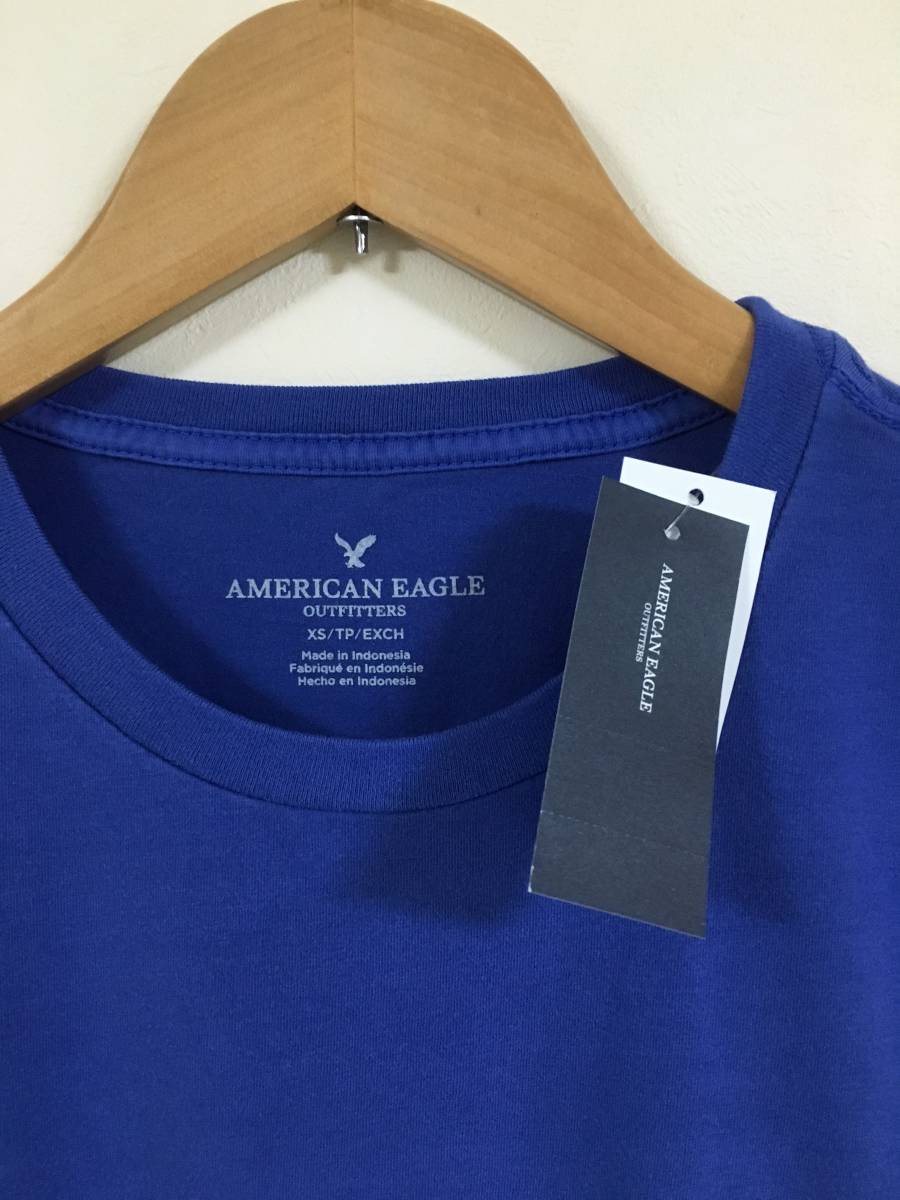 AMERICAN EAGLE
OUTFITTERS
XS/TP/EXCH
Made in Indonesia
Fabriqué en Indonésie
Hecho en Indonesia
AMERICAN EAGLE
OUTFITTERS